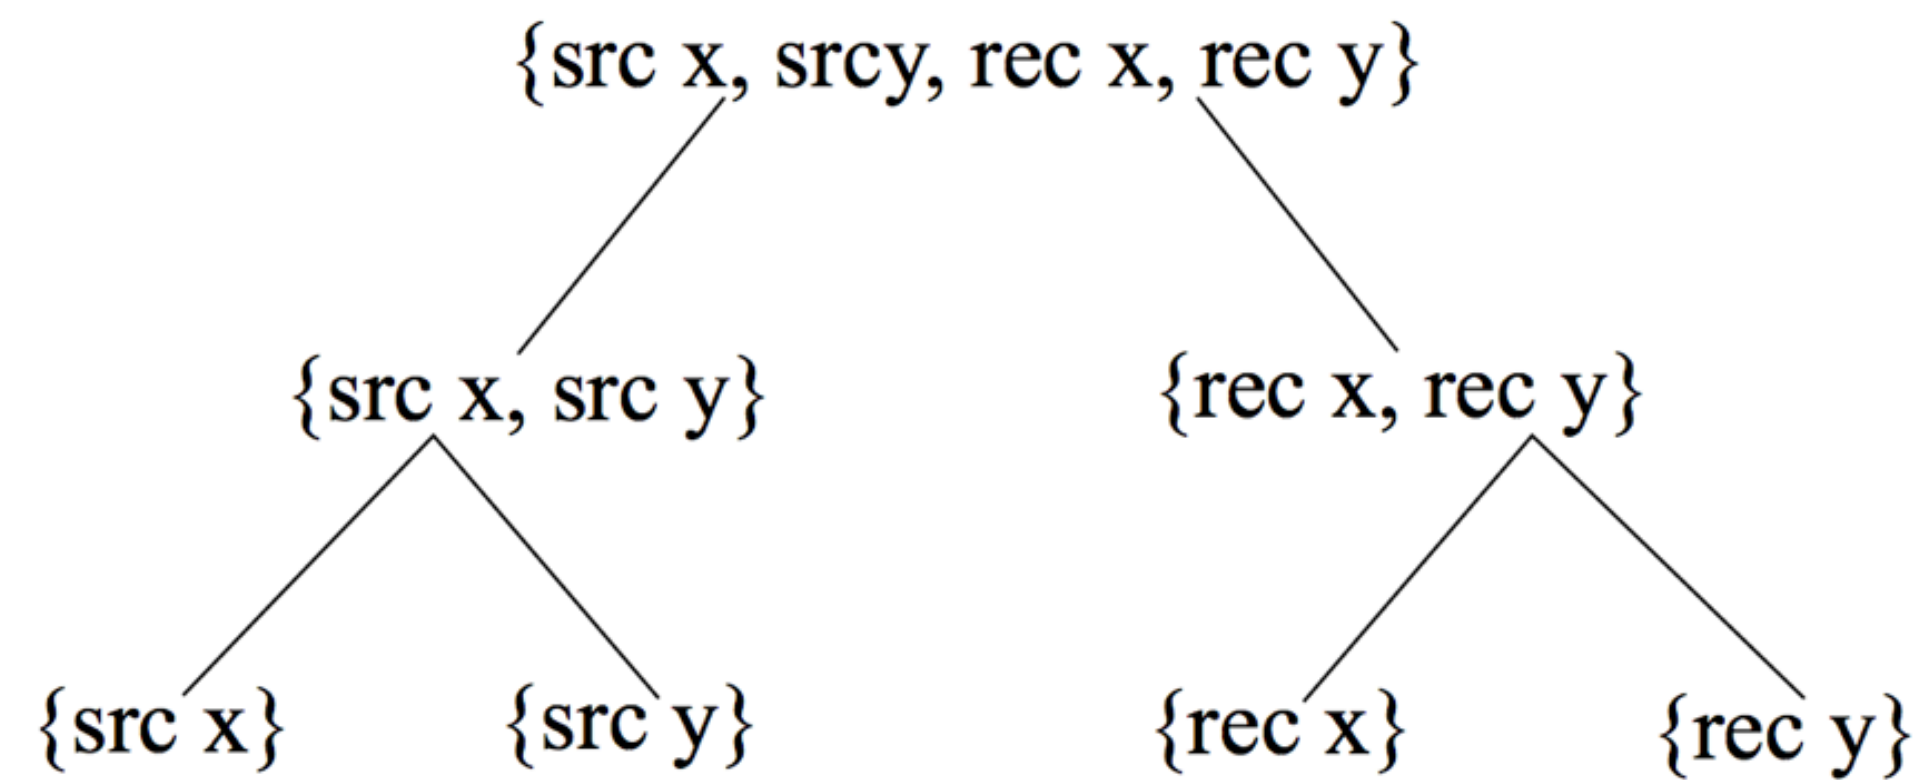 {src x, srcy, rec x, rec y}
{src x, src y} {rec x, rec y}
{src x} {src y} {rec x} {rec y}